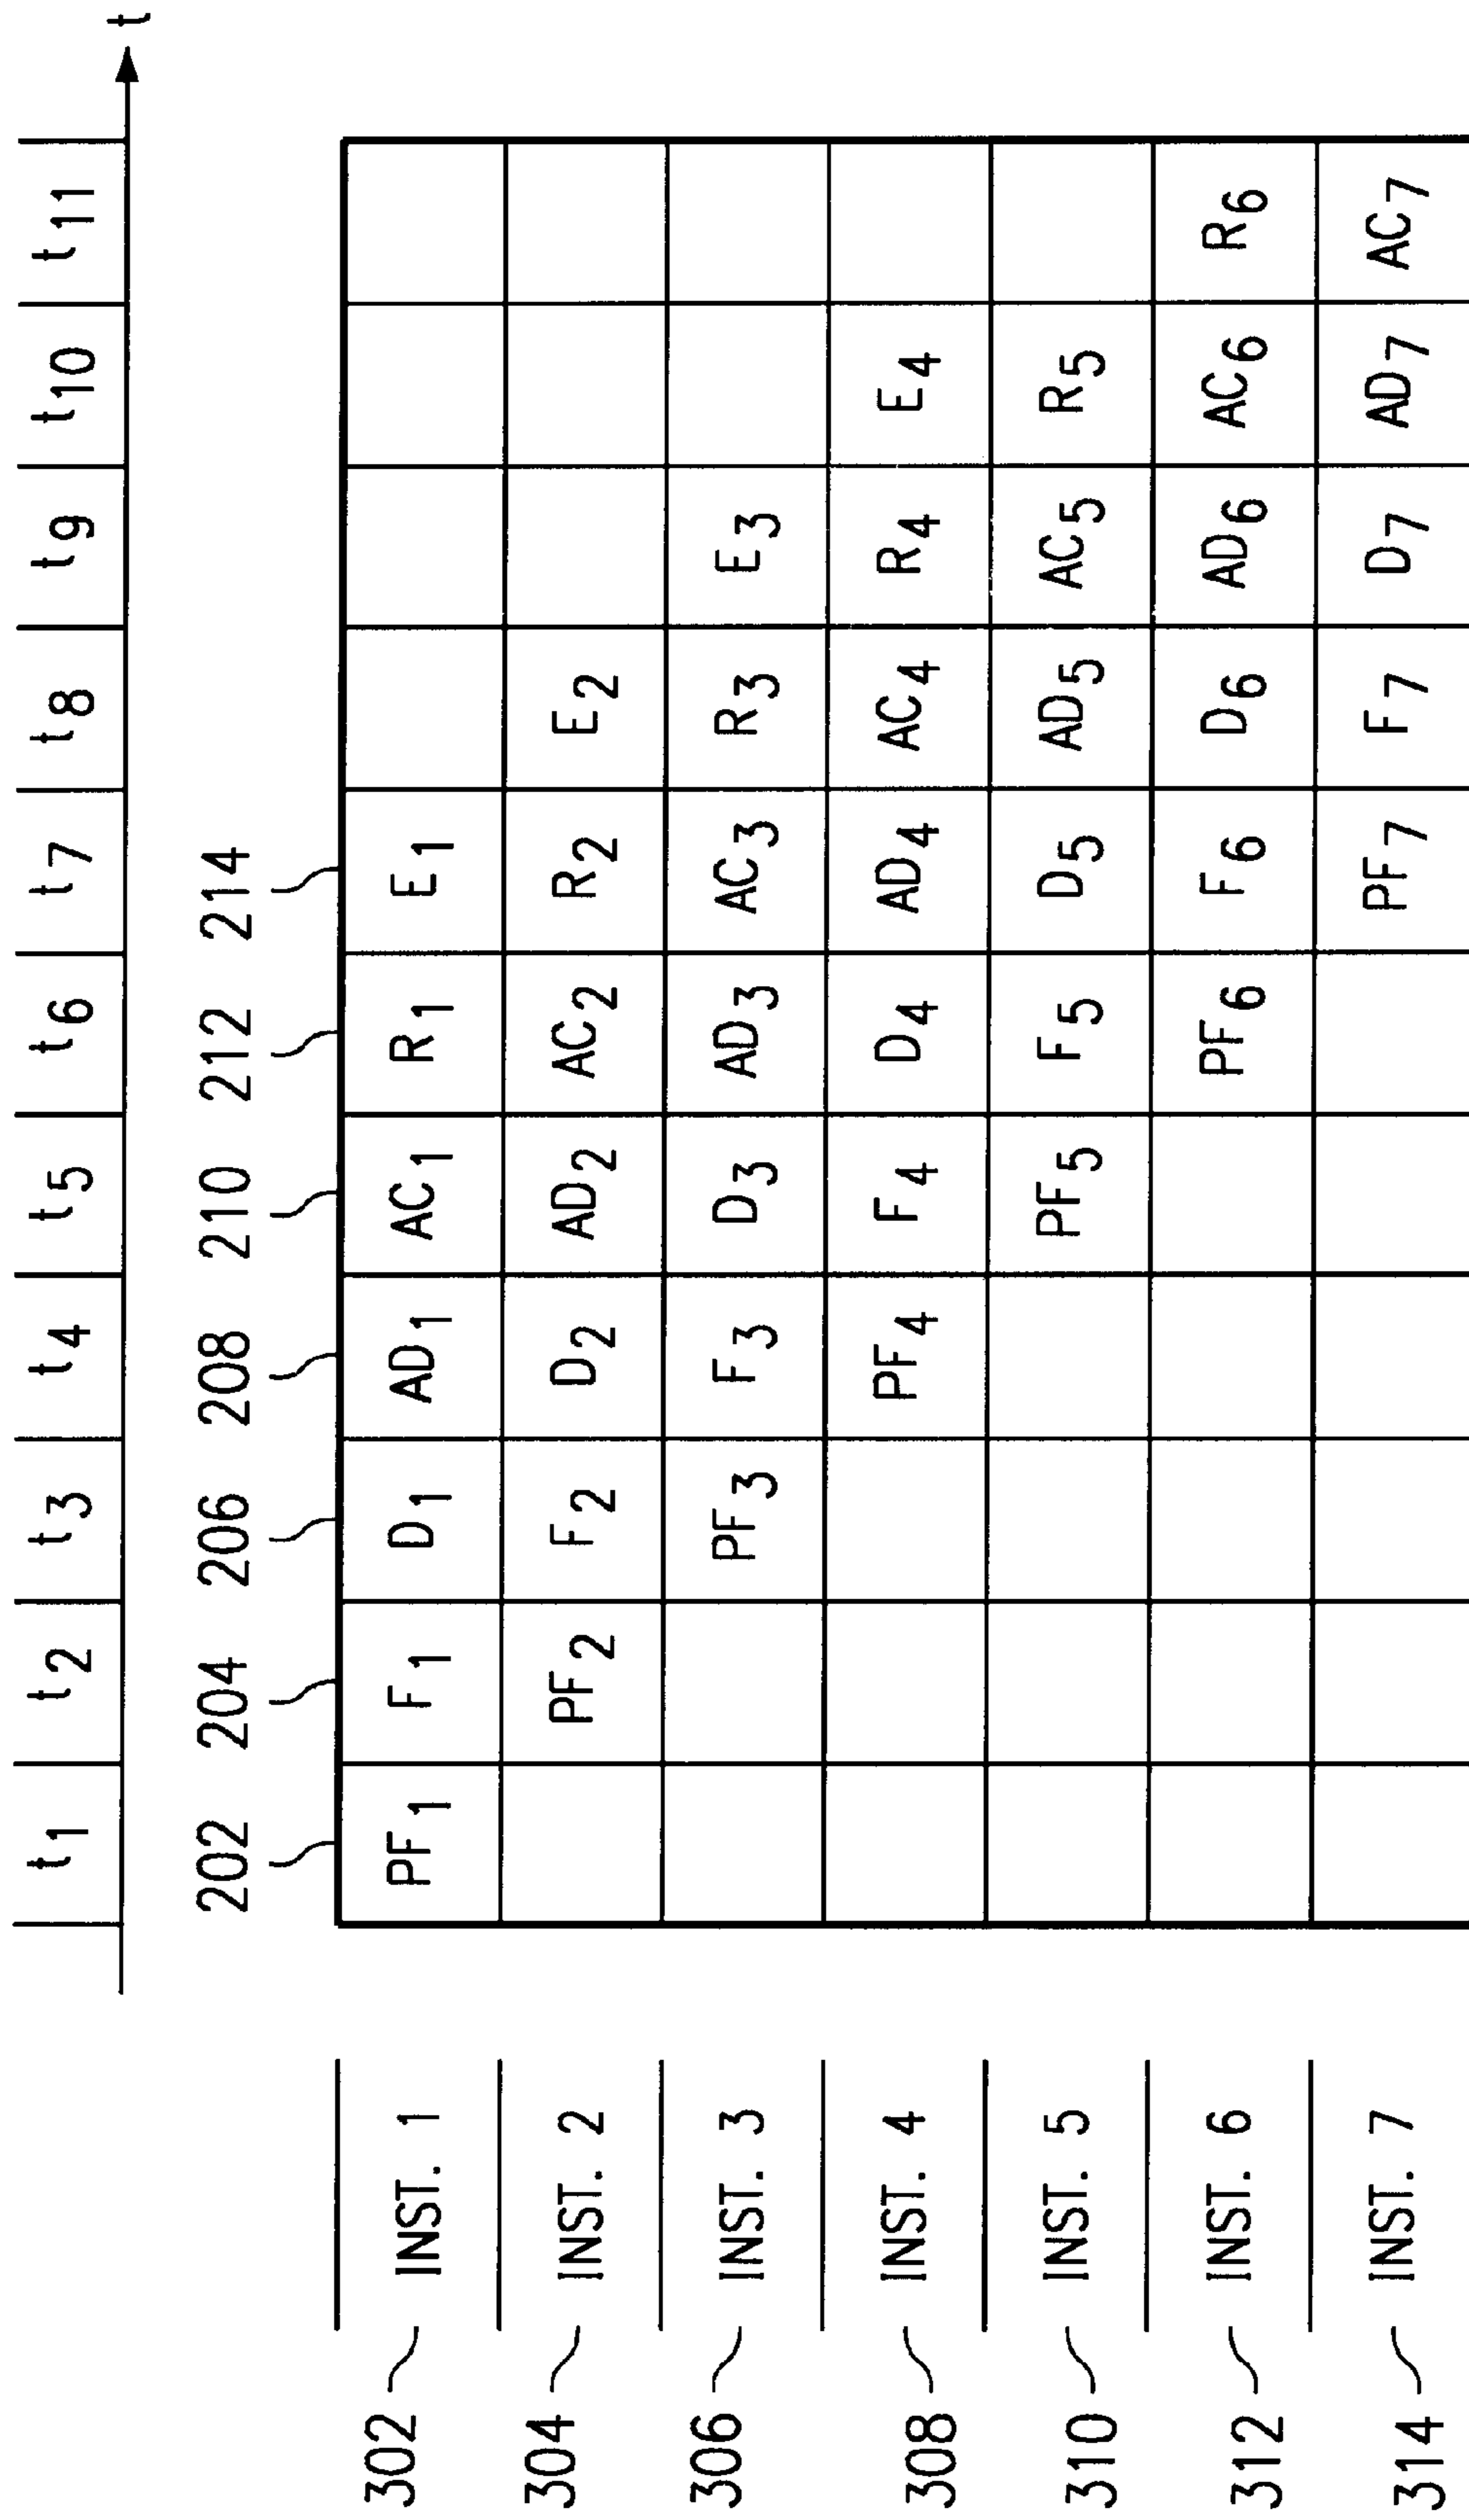 t1 t2 t3 t4 t5 t6 t7 t8 t9 t10 t11 t
202 204 206 208 210 212 214
302 INST. 1 PF1 F1 D1 AD1 AC1 R1 E1
304 INST. 2 PF2 F2 D2 AD2 AC2 R2 E2
306 INST. 3 PF3 F3 D3 AD3 AC3 R3 E3
308 INST. 4 PF4 F4 D4 AD4 AC4 R4 E4
310 INST. 5 PF5 F5 D5 AD5 AC5 R5
312 INST. 6 PF6 F6 D6 AD6 AC6 R6
314 INST. 7 PF7 F7 D7 AD7 AC7